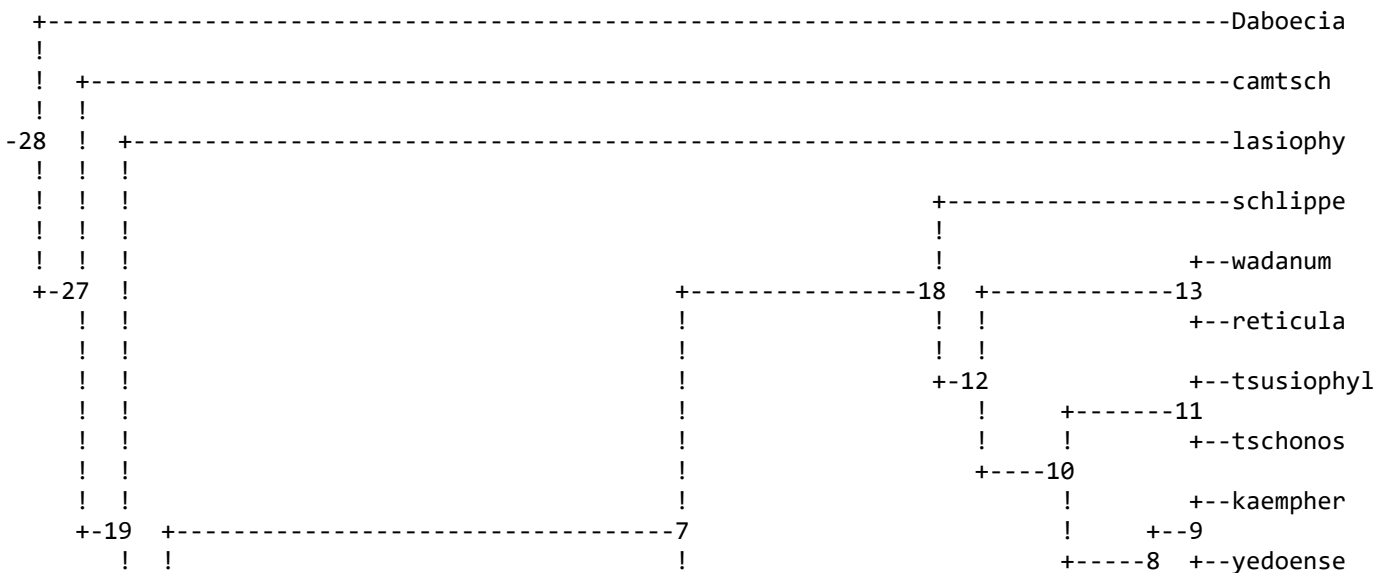 +-------------------------------------------------------Daboecia
!
! +-----------------------------------------------------camtsch
! !
-28 ! +---------------------------------------------------lasiophy
! ! !
! ! ! +-------------schlippe
! ! ! !
! ! ! ! +--wadanum
+-27 ! +-----------18 +---------13
! ! ! ! ! +--reticula
! ! ! ! !
! ! ! +-12 +--tsusiophyl
! ! ! ! +-------11
! ! ! ! ! +--tschonos
! ! ! +----10
! ! ! ! +--kaempher
+-19 +------------------------7 ! +--9
! ! ! +-----8 +--yedoense